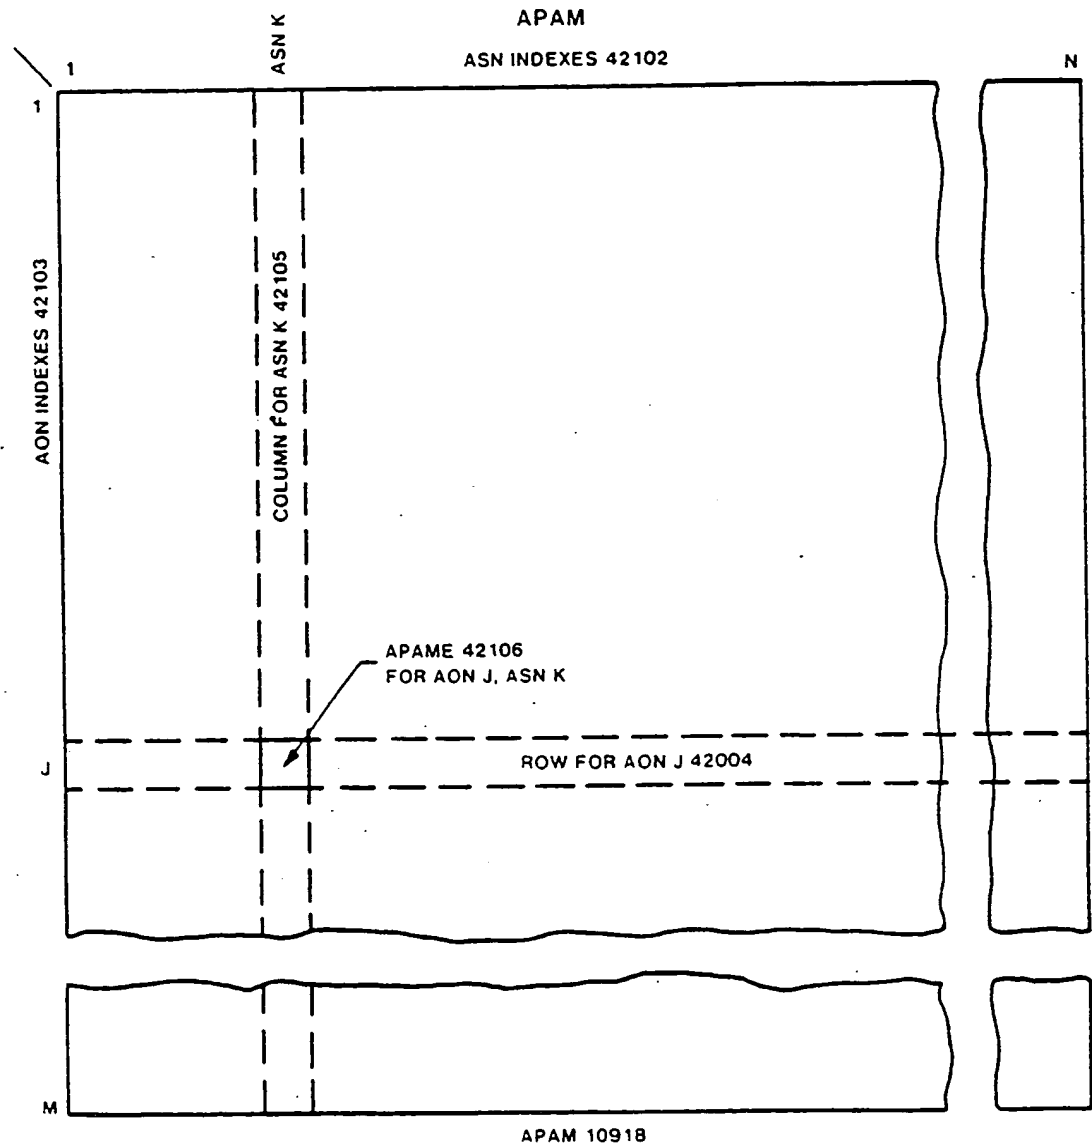 APAM
ASN K
ASN INDEXES 42102
1
N
1
AON INDEXES 42103
COLUMN FOR ASN K 42105
APAME 42106
FOR AON J, ASN K
J
ROW FOR AON J 42004
M
APAM 10918